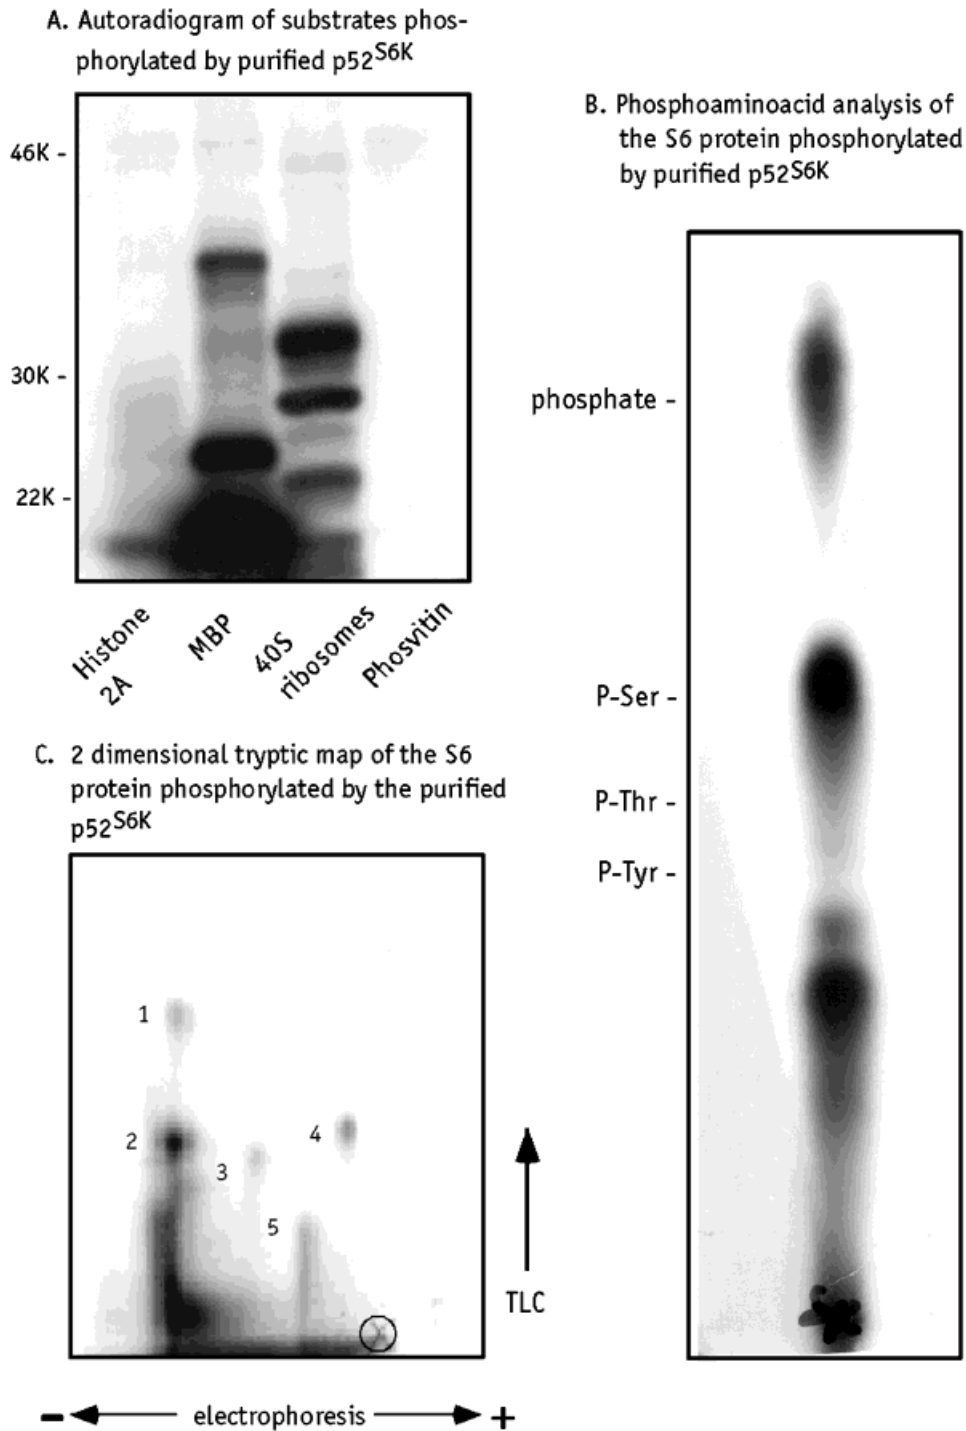 A. Autoradiogram of substrates phos-
phorylated by purified p52S6K
46K -
30K -
22K -
Histone
2A
MBP
40S
ribosomes
Phosvitin
B. Phosphoaminoacid analysis of
the S6 protein phosphorylated
by purified p52S6K
phosphate -
P-Ser -
P-Thr -
P-Tyr -
C. 2 dimensional tryptic map of the S6
protein phosphorylated by the purified
p52S6K
1
2
3
4
5
TLC
- electrophoresis +